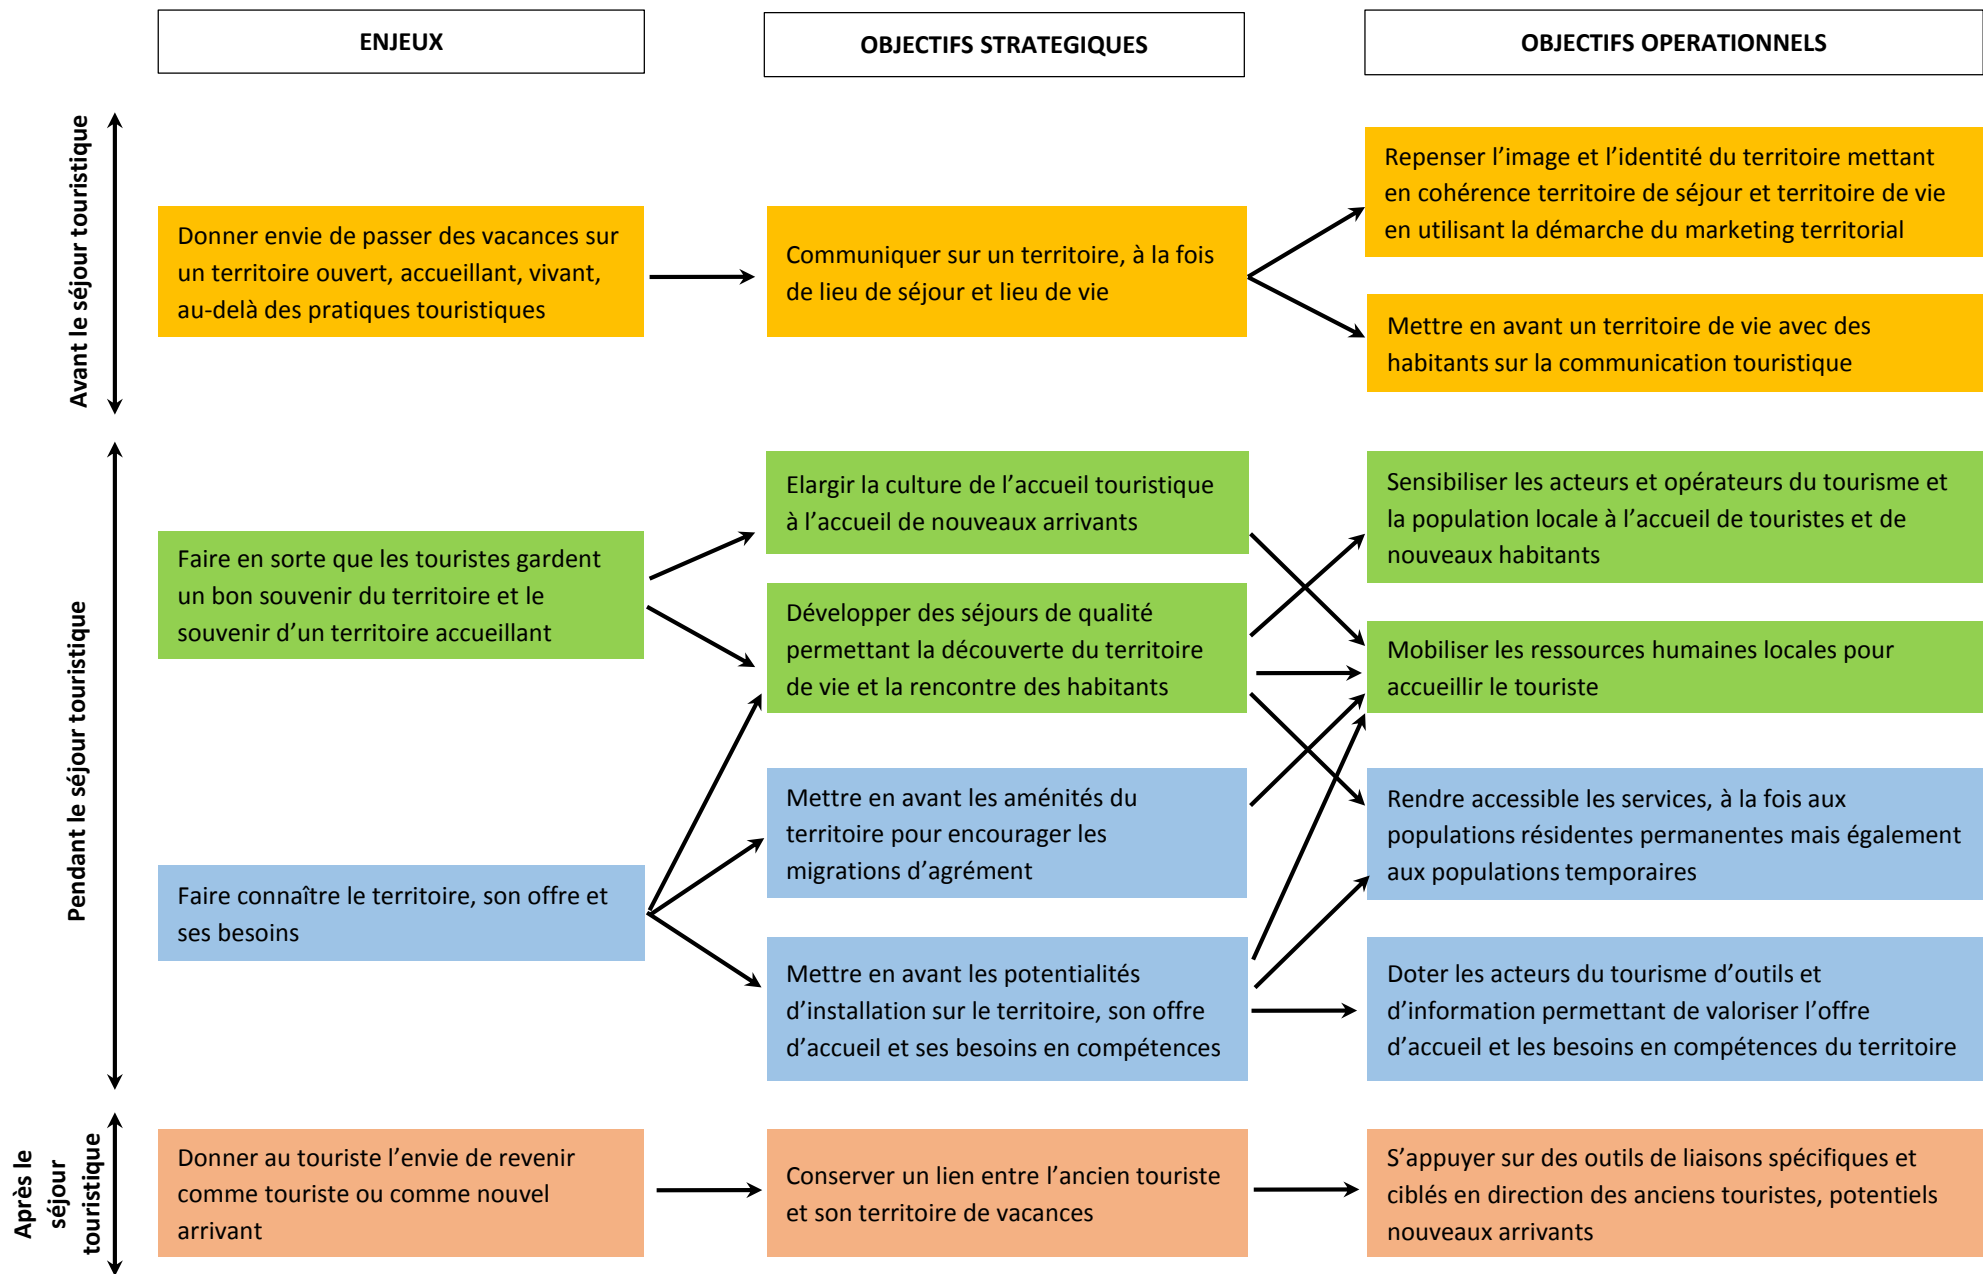 ENJEUX
OBJECTIFS STRATEGIQUES
OBJECTIFS OPERATIONNELS
Avant le séjour touristique
Donner envie de passer des vacances sur
un territoire ouvert, accueillant, vivant,
au-delà des pratiques touristiques
Communiquer sur un territoire, à la fois
de lieu de séjour et lieu de vie
Repenser l’image et l’identité du territoire mettant
en cohérence territoire de séjour et territoire de vie
en utilisant la démarche du marketing territorial
Mettre en avant un territoire de vie avec des
habitants sur la communication touristique
Pendant le séjour touristique
Faire en sorte que les touristes gardent
un bon souvenir du territoire et le
souvenir d’un territoire accueillant
Faire connaître le territoire, son offre et
ses besoins
Elargir la culture de l’accueil touristique
à l’accueil de nouveaux arrivants
Développer des séjours de qualité
permettant la découverte du territoire
de vie et la rencontre des habitants
Mettre en avant les aménités du
territoire pour encourager les
migrations d’agrément
Mettre en avant les potentialités
d’installation sur le territoire, son offre
d’accueil et ses besoins en compétences
Sensibiliser les acteurs et opérateurs du tourisme et
la population locale à l’accueil de touristes et de
nouveaux habitants
Mobiliser les ressources humaines locales pour
accueillir le touriste
Rendre accessible les services, à la fois aux
populations résidentes permanentes mais également
aux populations temporaires
Doter les acteurs du tourisme d’outils et
d’information permettant de valoriser l’offre
d’accueil et les besoins en compétences du territoire
Après le
séjour
touristique
Donner au touriste l’envie de revenir
comme touriste ou comme nouvel
arrivant
Conserver un lien entre l’ancien touriste
et son territoire de vacances
S’appuyer sur des outils de liaisons spécifiques et
ciblés en direction des anciens touristes, potentiels
nouveaux arrivants